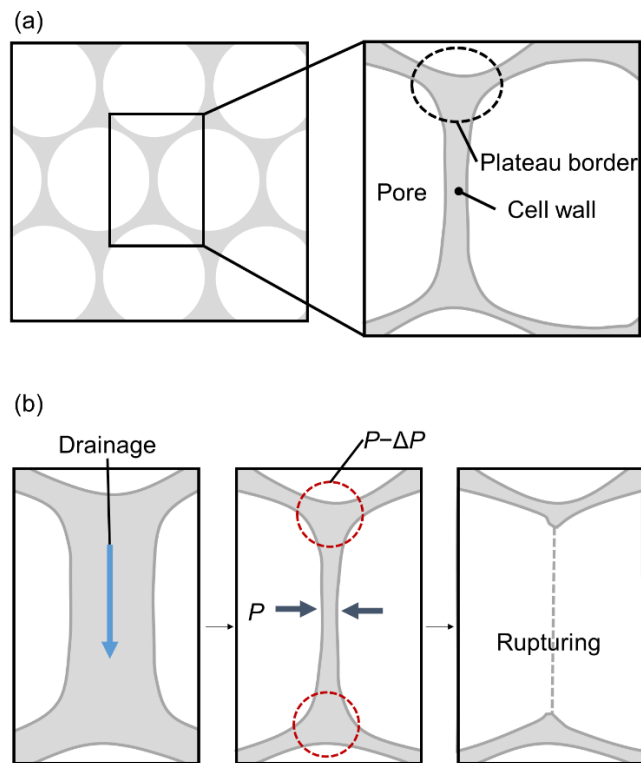 (a)
Plateau border
Pore
Cell wall
(b)
Drainage
P−ΔP
P
Rupturing